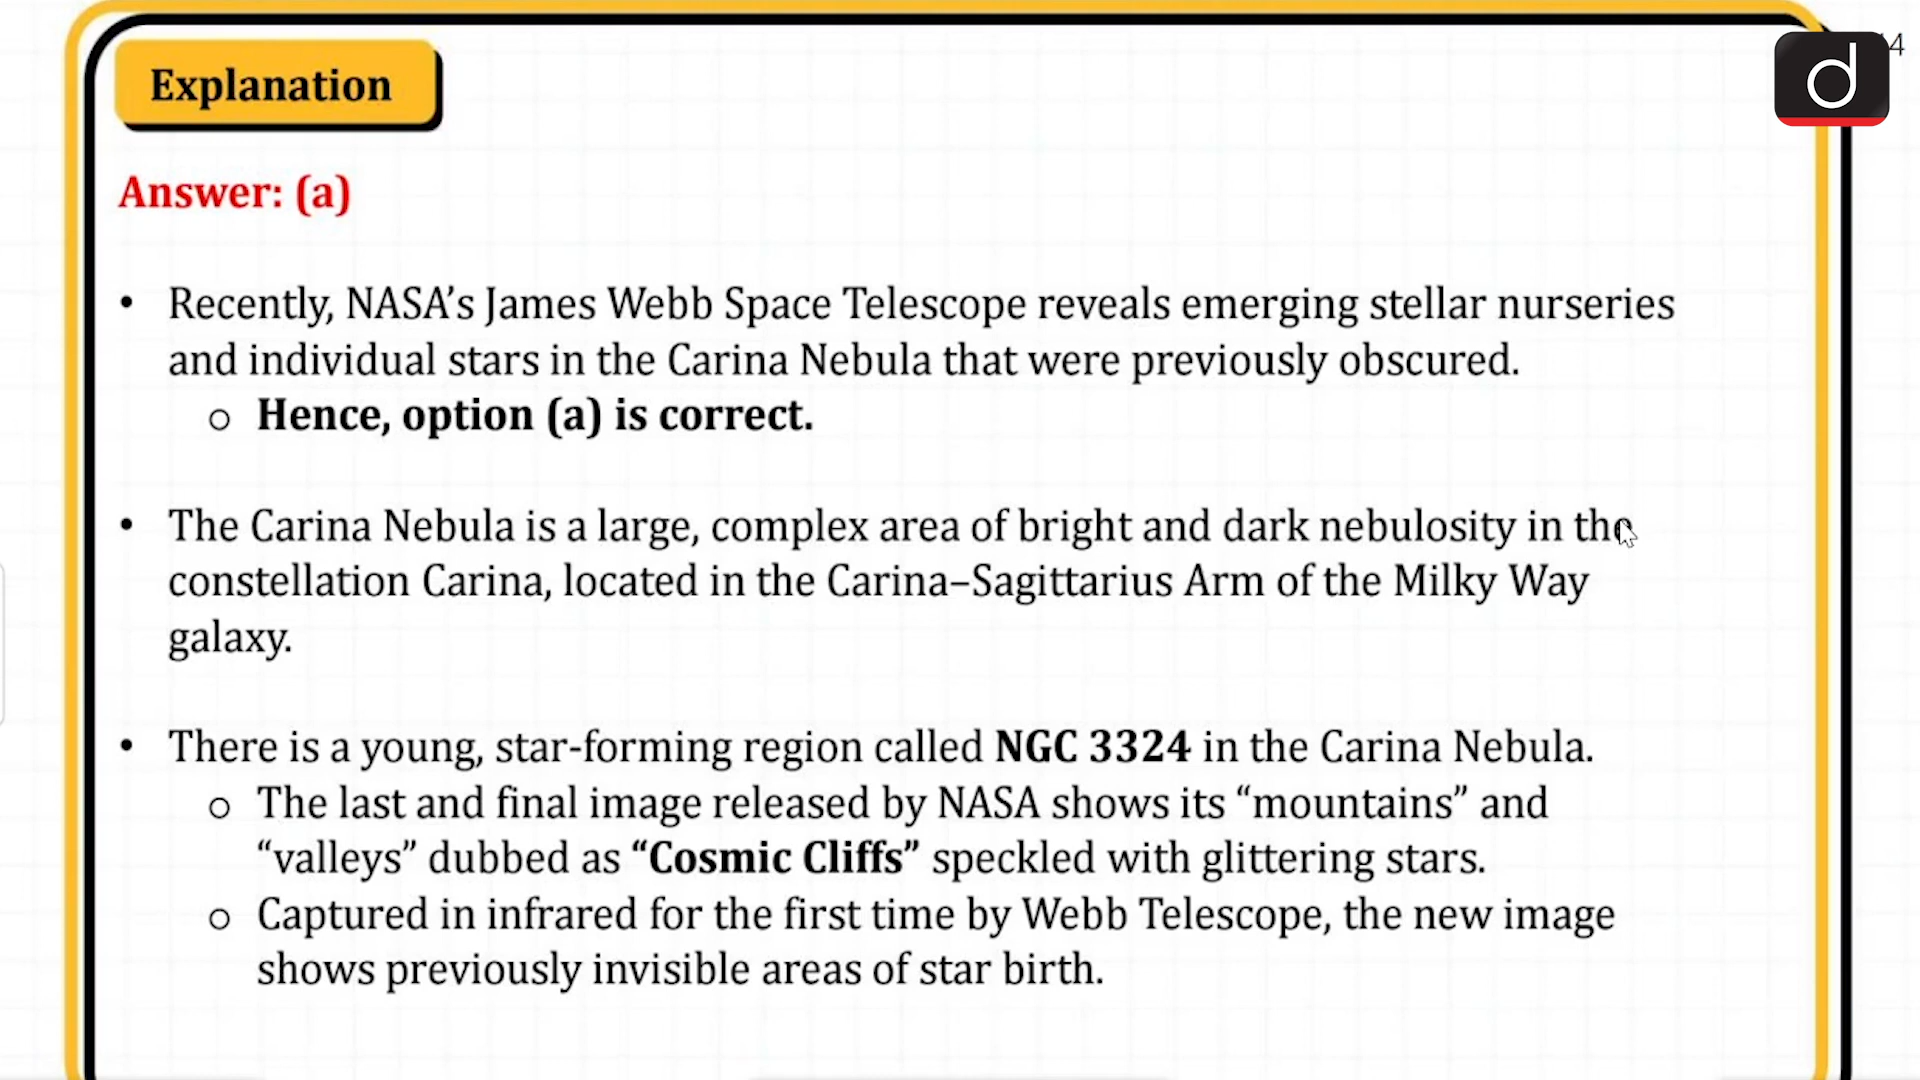 Explanation
d
4
Answer: (a)
• Recently, NASA’s James Webb Space Telescope reveals emerging stellar nurseries
and individual stars in the Carina Nebula that were previously obscured.
o Hence, option (a) is correct.
• The Carina Nebula is a large, complex area of bright and dark nebulosity in the
constellation Carina, located in the Carina–Sagittarius Arm of the Milky Way
galaxy.
• There is a young, star-forming region called NGC 3324 in the Carina Nebula.
o The last and final image released by NASA shows its “mountains” and
“valleys” dubbed as “Cosmic Cliffs” speckled with glittering stars.
o Captured in infrared for the first time by Webb Telescope, the new image
shows previously invisible areas of star birth.